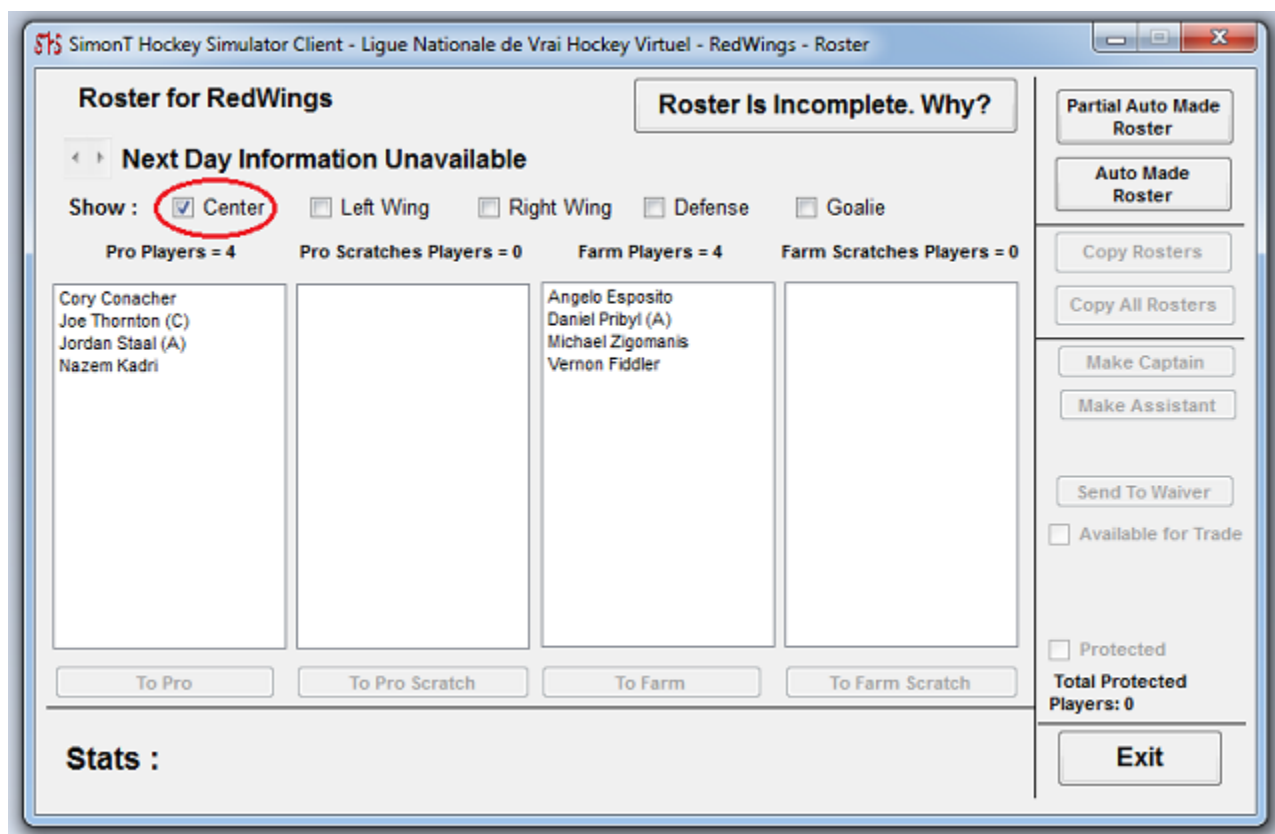 SimonT Hockey Simulator Client - Ligue Nationale de Vrai Hockey Virtuel - RedWings - Roster
Roster for RedWings
Roster Is Incomplete. Why?
Partial Auto Made
Roster
Next Day Information Unavailable
Auto Made
Roster
Show : Center Left Wing Right Wing Defense Goalie
Pro Players = 4 Pro Scratches Players = 0 Farm Players = 4 Farm Scratches Players = 0
Copy Rosters
Copy All Rosters
Cory Conacher
Joe Thornton (C)
Jordan Staal (A)
Nazem Kadri
Angelo Esposito
Daniel Pribyl (A)
Michael Zigomanis
Vernon Fiddler
Make Captain
Make Assistant
Send To Waiver
Available for Trade
Protected
Total Protected
Players: 0
To Pro To Pro Scratch To Farm To Farm Scratch
Stats :
Exit